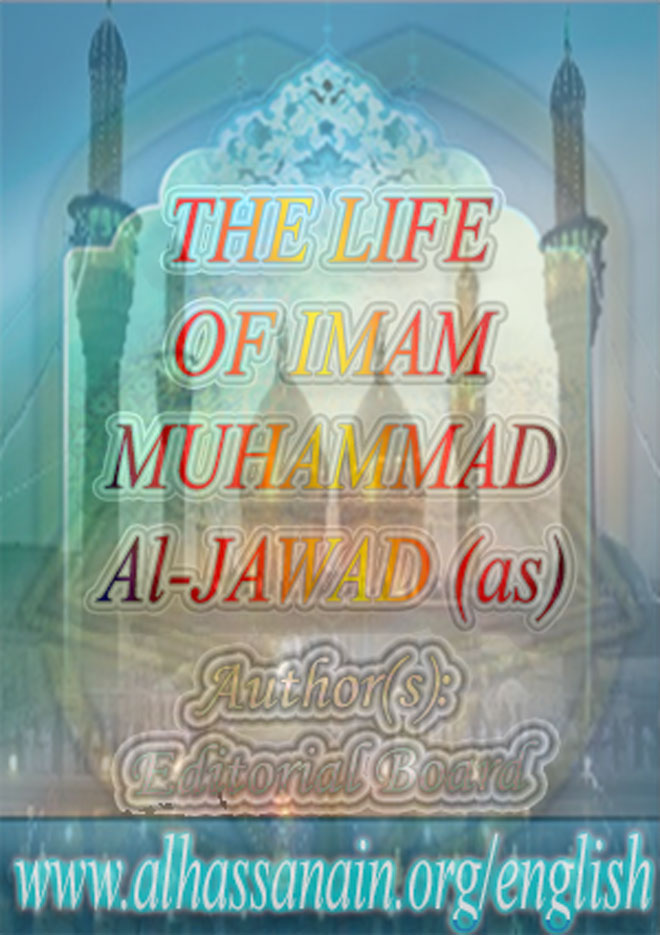 THE LIFE
OF IMAM
MUHAMMAD
Al-JAWAD (as)
Author(s):
Editorial Board
www.alhassanain.org/english